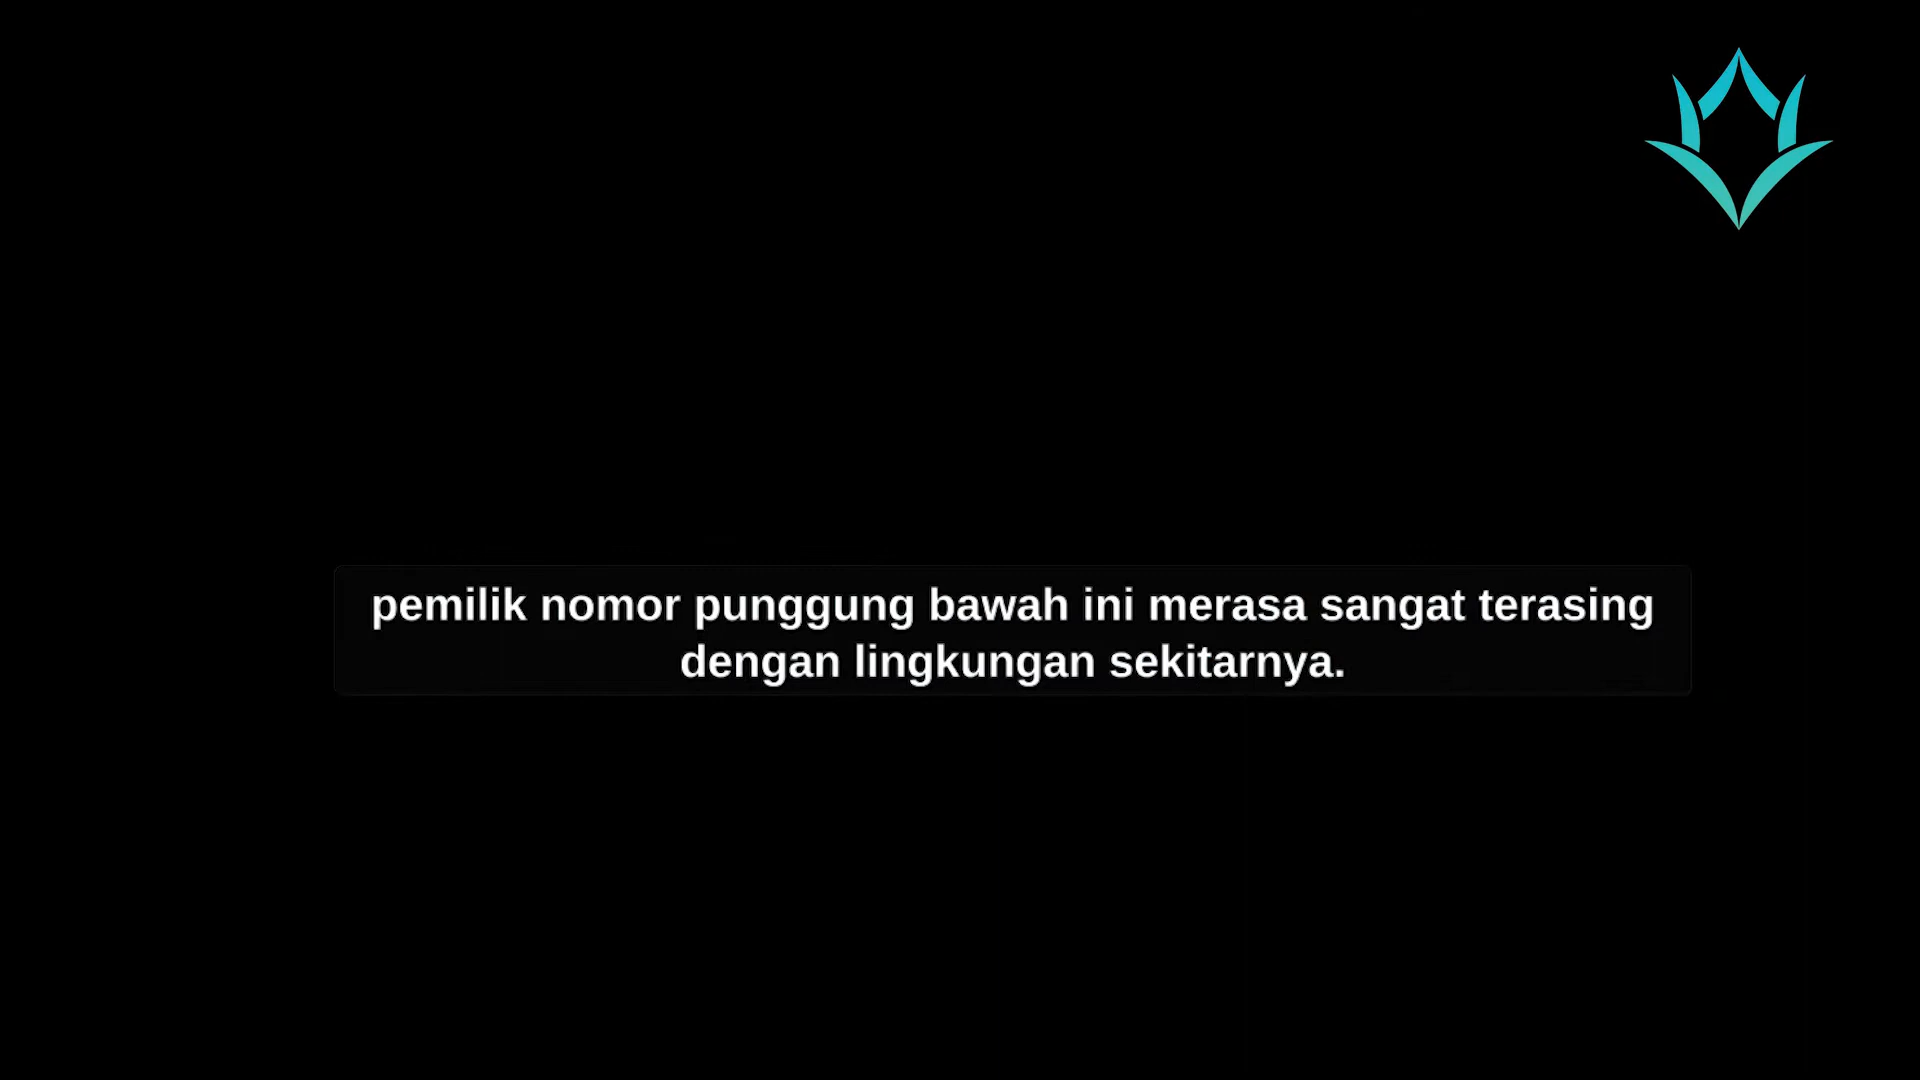 pemilik nomor punggung bawah ini merasa sangat terasing
dengan lingkungan sekitarnya.